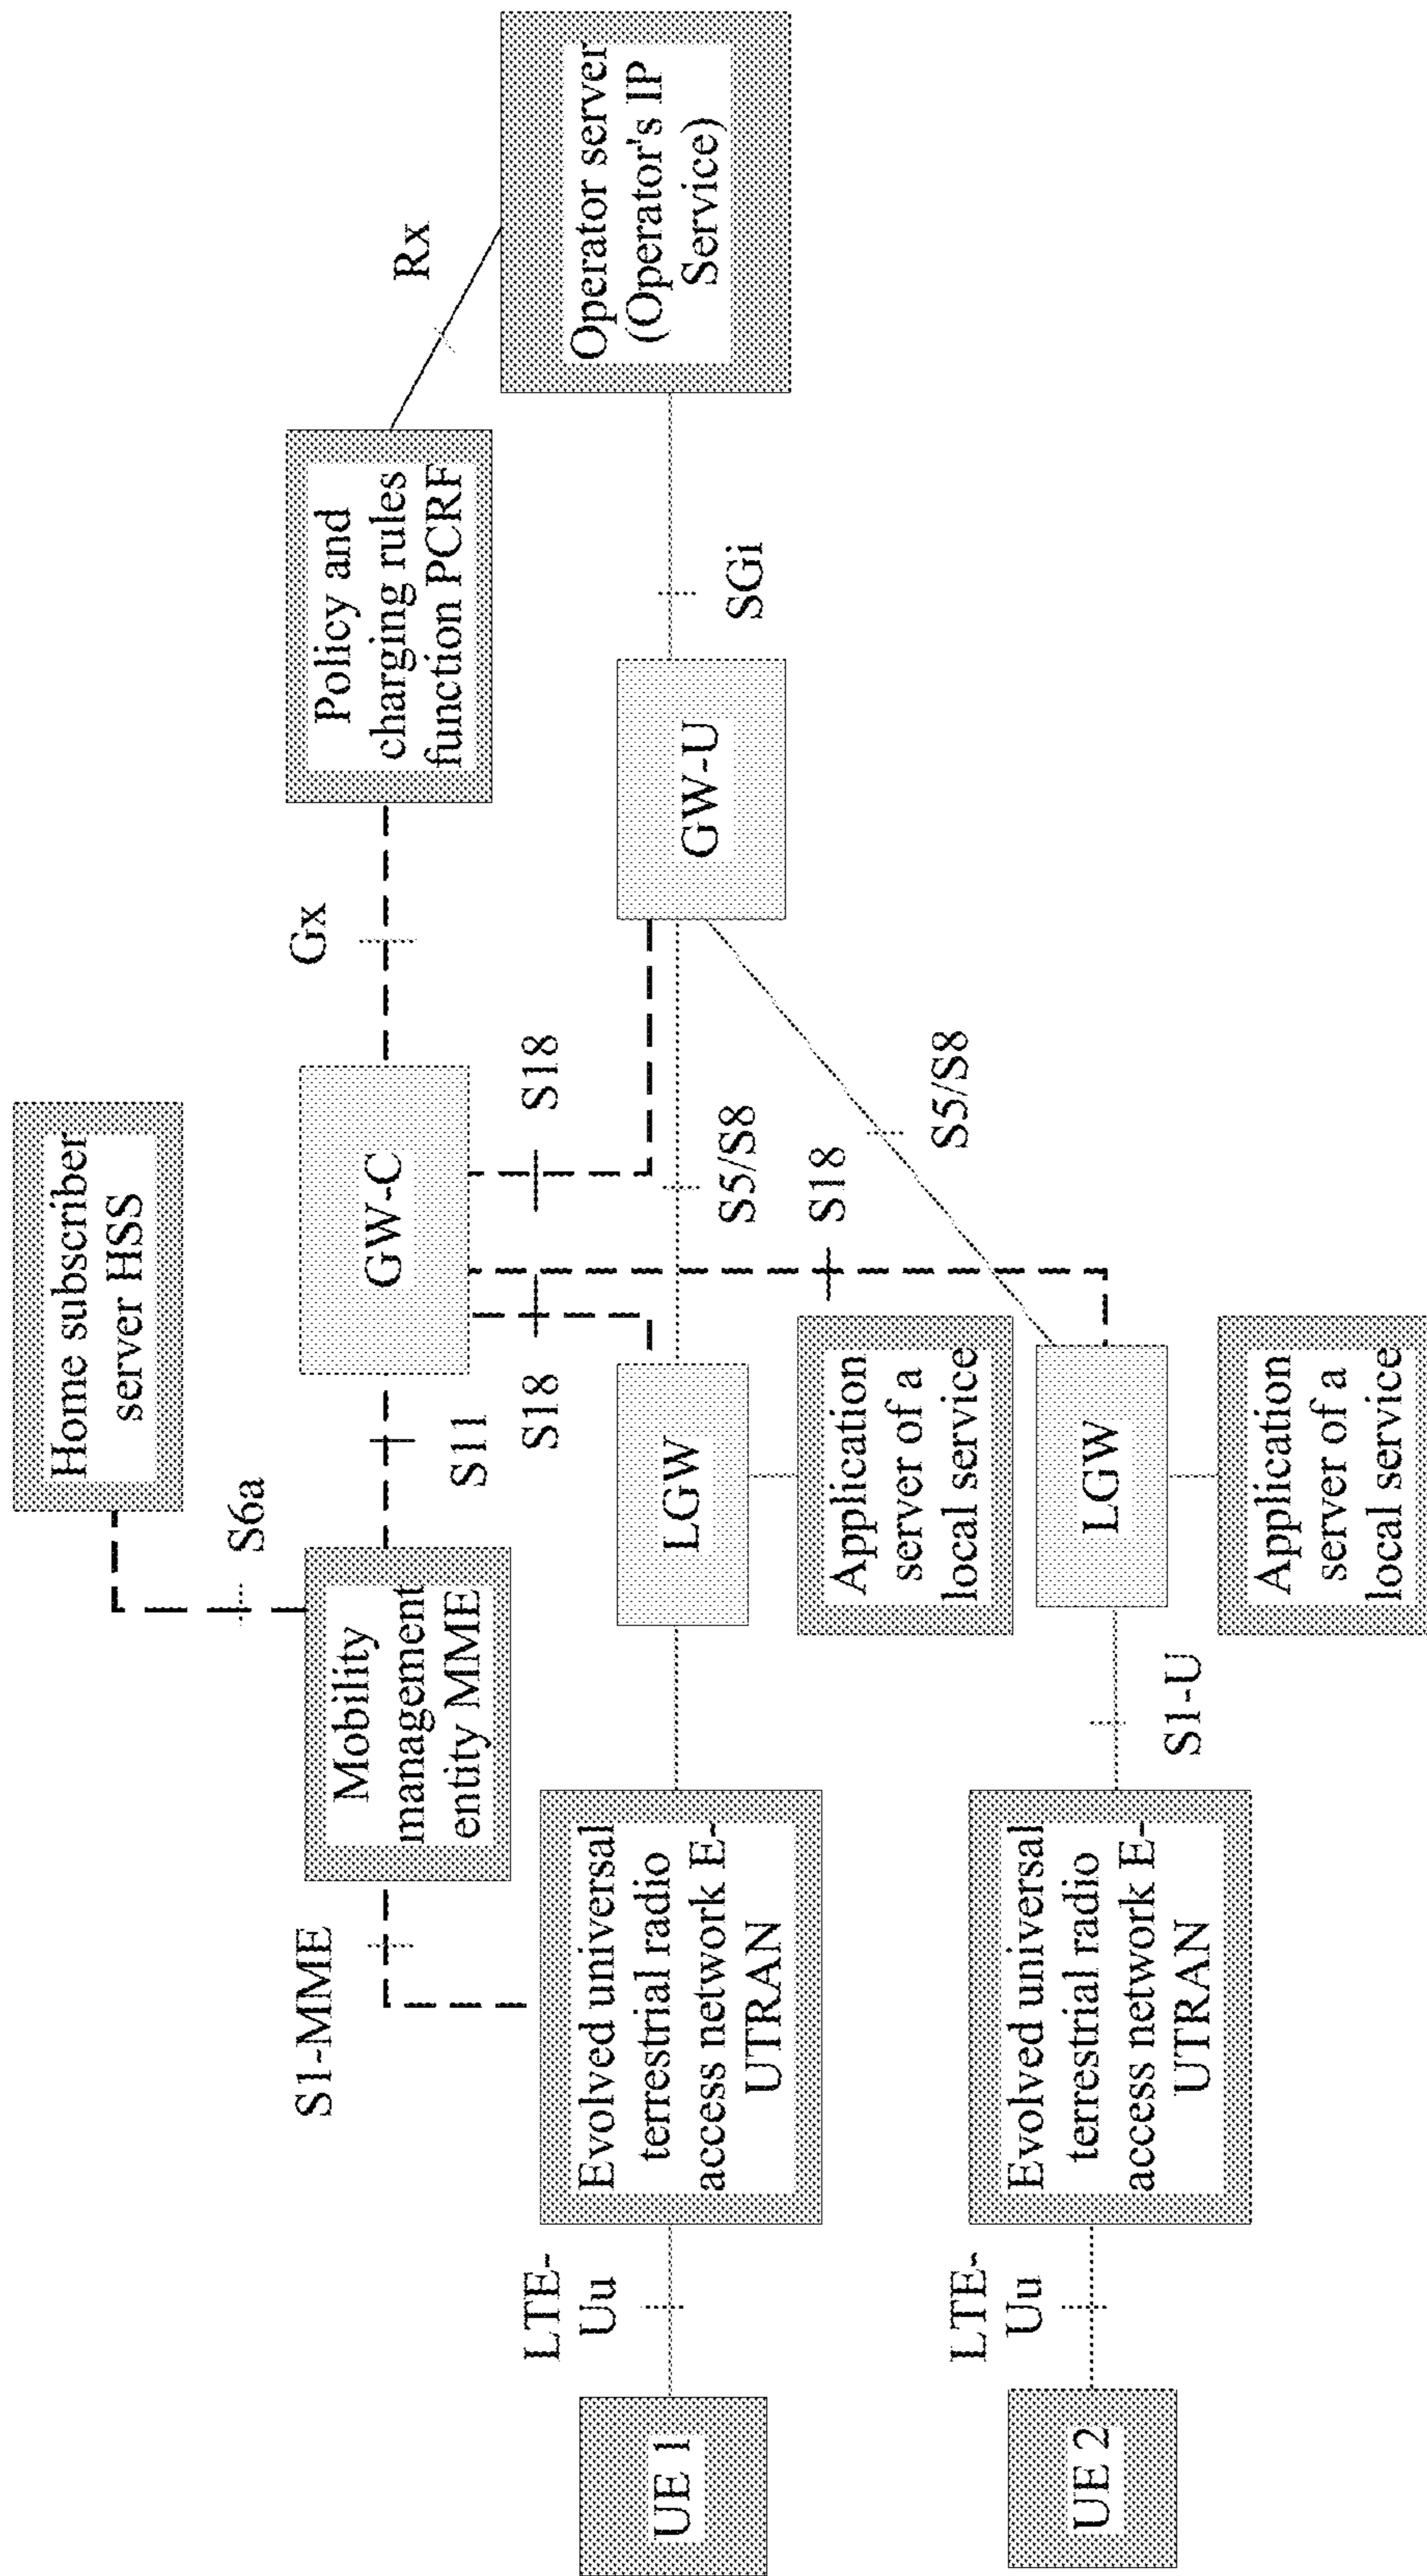 Home subscriber
server HSS
S6a
S1-MME
Mobility
management
entity MME
S11
GW-C
Gx
Policy and
charging rules
function PCRF
Rx
S18
S18
LTE-
Uu
UE 1
Evolved universal
terrestrial radio
access network E-
UTRAN
LGW
S5/S8
GW-U
SGi
Operator server
(Operator's IP
Service)
Application
server of a
local service
S18
S5/S8
LTE-
Uu
UE 2
Evolved universal
terrestrial radio
access network E-
UTRAN
S1-U
LGW
Application
server of a
local service